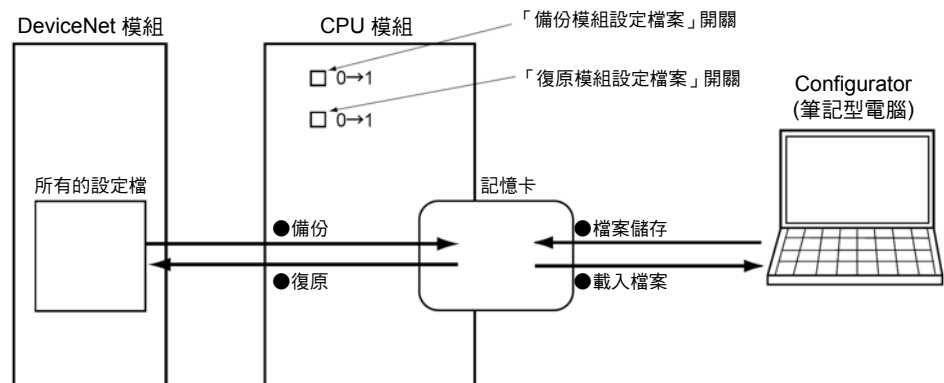 DeviceNet 模組
CPU 模組
「備份模組設定檔案」開關
0→1
「復原模組設定檔案」開關
0→1
Configurator
(筆記型電腦)
所有的設定檔
記憶卡
●備份
●檔案儲存
●復原
●載入檔案